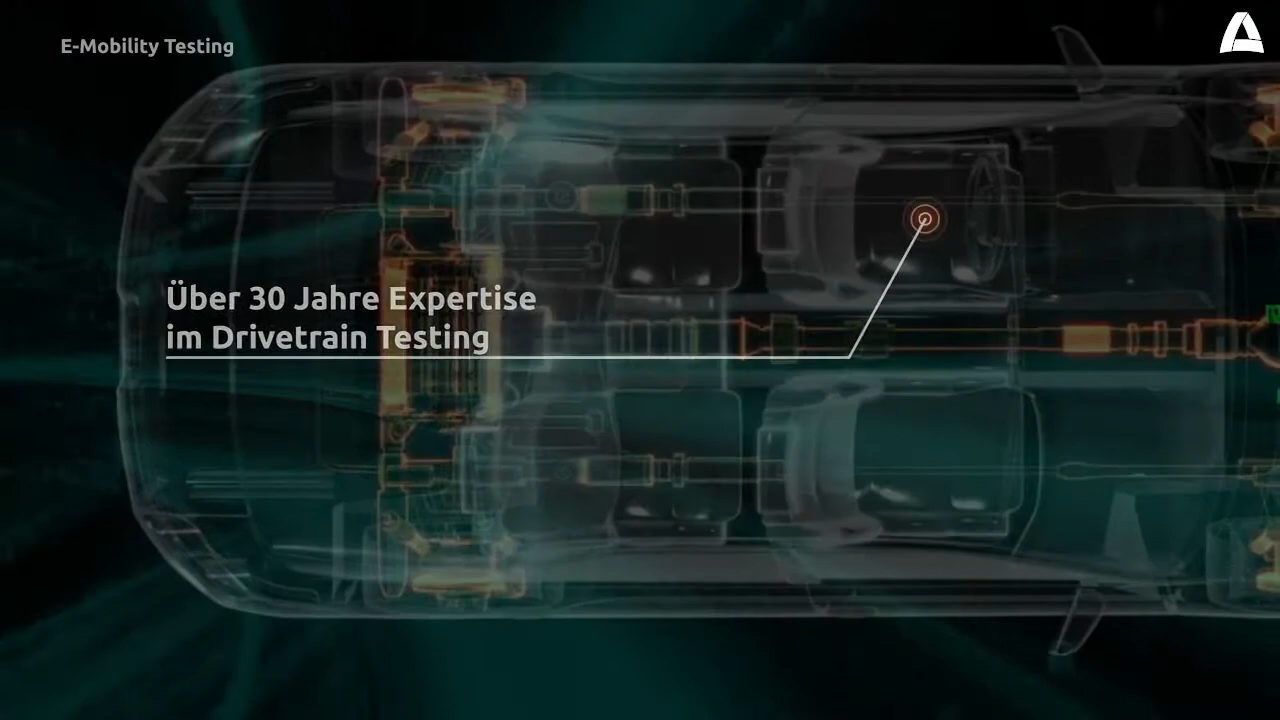 E-Mobility Testing
Über 30 Jahre Expertise
im Drivetrain Testing